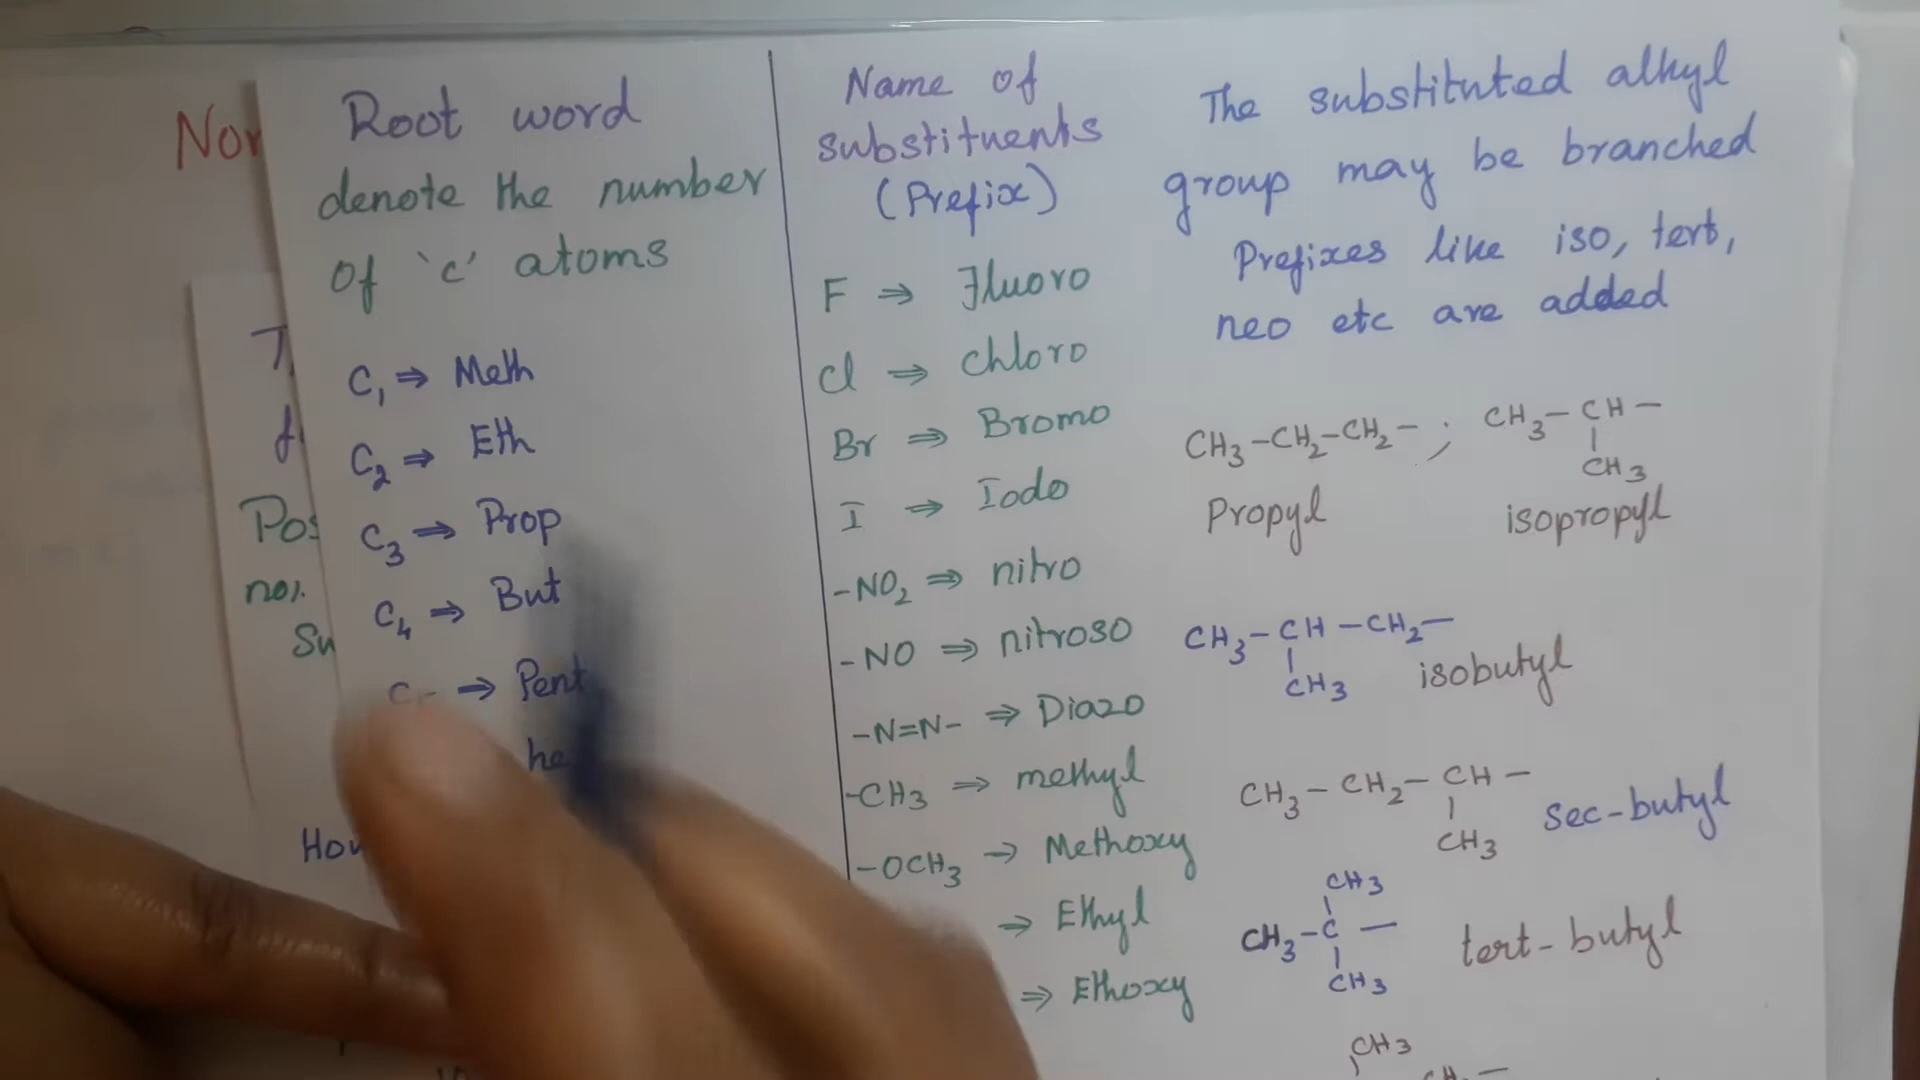 Root word
denote the number
of 'c' atoms
C1 ⇒ Meth
C2 ⇒ Eth
C3 ⇒ Prop
C4 ⇒ But
⇒ Pent
Name of
substituents
(Prefix)
F ⇒ Fluoro
Cl ⇒ chloro
Br ⇒ Bromo
I ⇒ Iodo
-NO2 ⇒ nitro
-NO ⇒ nitroso
-N=N- ⇒ Diazo
-CH3 ⇒ methyl
-OCH3 → Methoxy
⇒ Ethyl
⇒ Ethoxy
The substituted alkyl
group may be branched
Prefixes like iso, tert,
neo etc are added
CH3-CH2-CH2- ; CH3-CH-
CH3
Propyl isopropyl
CH3-CH-CH2-
CH3 isobutyl
CH3-CH2-CH-
CH3 sec-butyl
CH3
CH3-C- tert-butyl
CH3
CH3